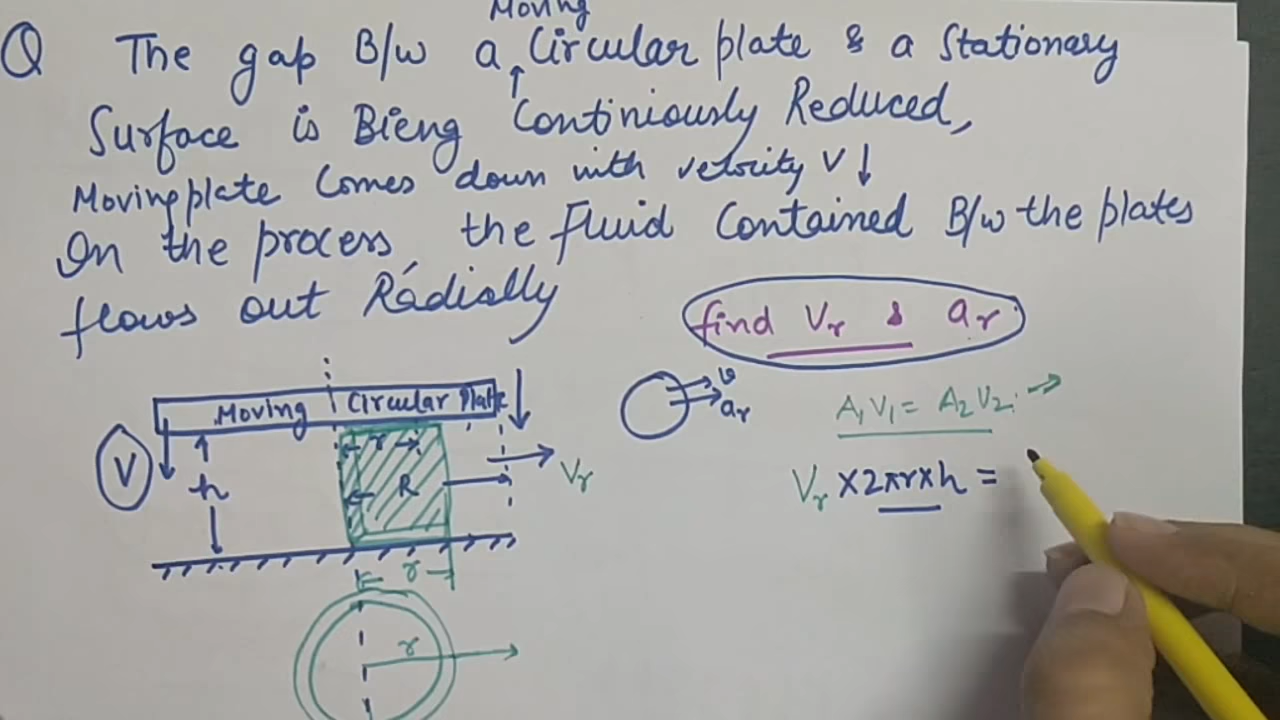 Moving
Q The gap B/w a Circular plate & a Stationary
Surface is Bieng Continiously Reduced,
Moving plate Comes down with velocity V ↓
In the process, the Fluid Contained B/w the plates
flows out Radially
find Vr & ar
Moving Circular Plate
V
h
r
R
Vr
v
ar
A1V1 = A2V2
Vr × 2πr × h =
r
r